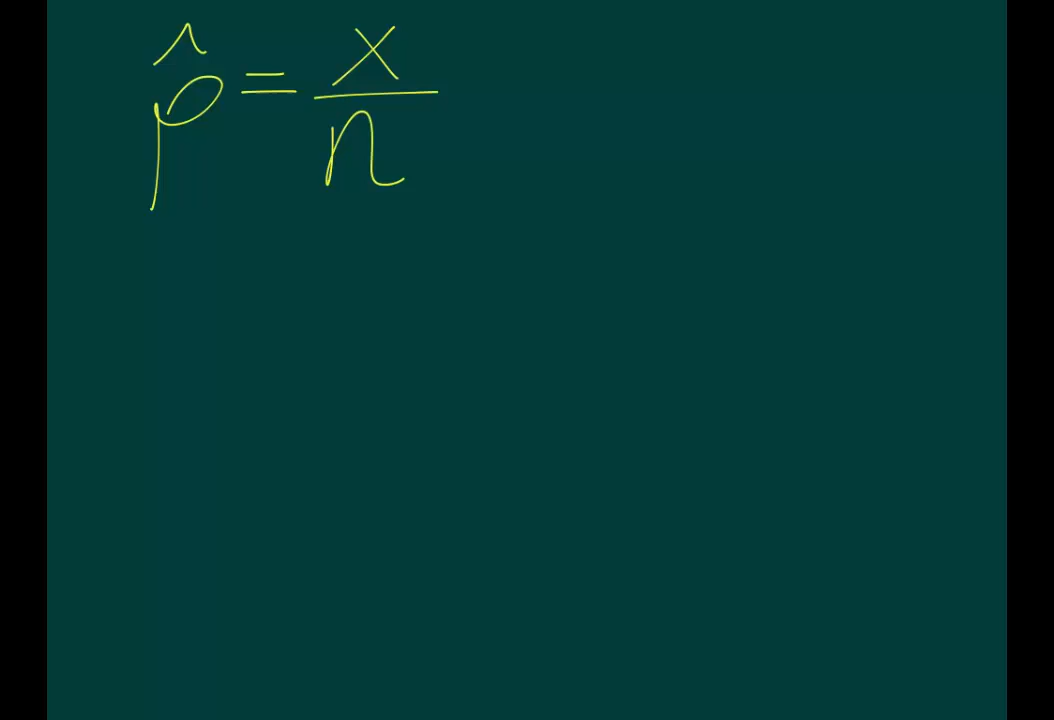 p̂ = x/n